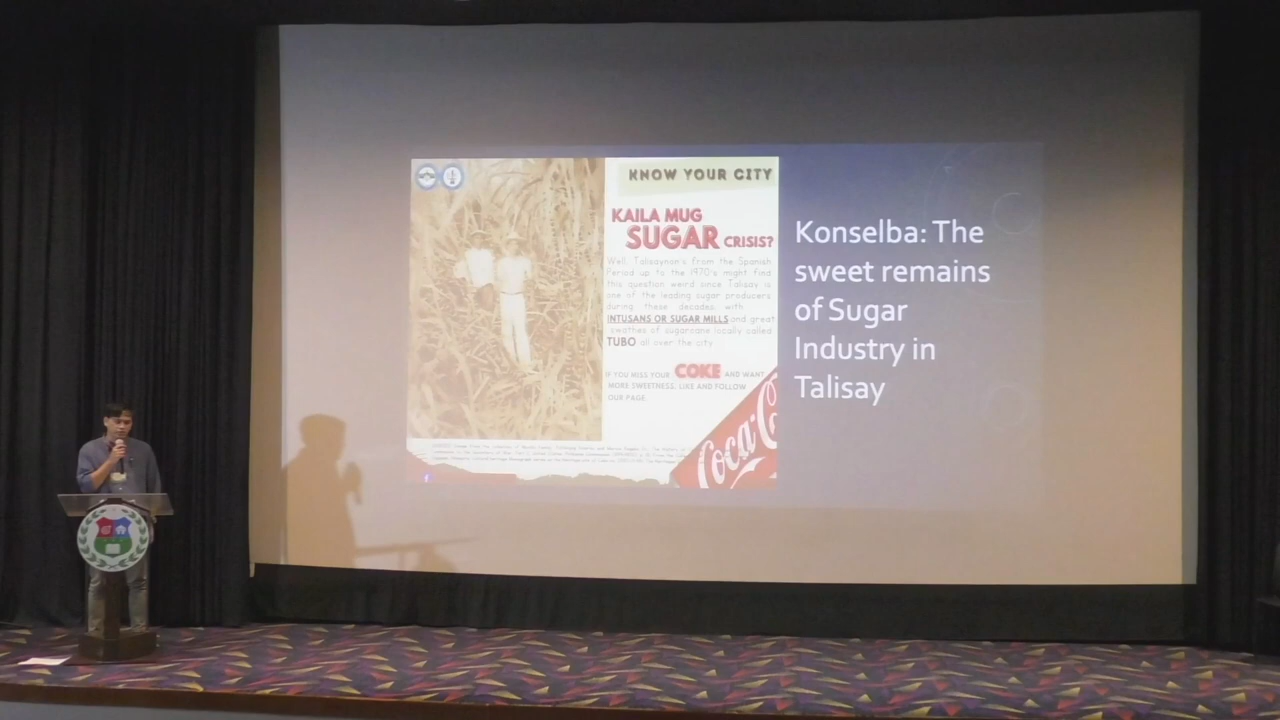 KNOW YOUR CITY
KAILA MUG
SUGAR CRISIS?
Well, Talisaynon's from the Spanish
Period up to the 1970's might find
this question weird since Talisay is
one of the leading sugar producers
during these decades with
INTUSANS OR SUGAR MILLS and great
swathes of sugarcane locally called
TUBO all over the city
IF YOU MISS YOUR COKE AND WANT
MORE SWEETNESS, LIKE AND FOLLOW
OUR PAGE
Coca-C
Konselba: The
sweet remains
of Sugar
Industry in
Talisay